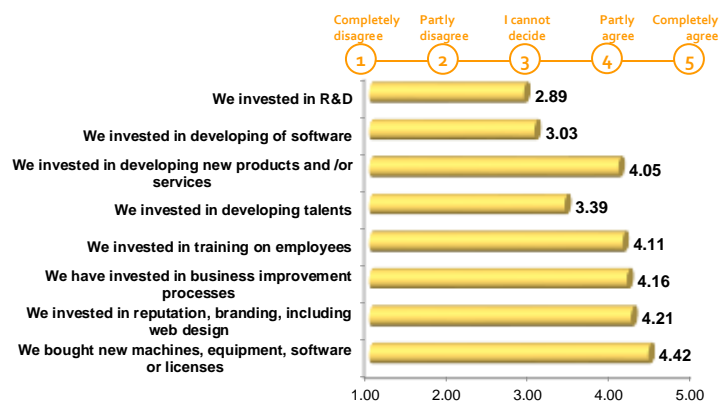 Completely disagree
Partly disagree
I cannot decide
Partly agree
Completely agree
1 2 3 4 5
We invested in R&D 2.89
We invested in developing of software 3.03
We invested in developing new products and /or
services 4.05
We invested in developing talents 3.39
We invested in training on employees 4.11
We have invested in business improvement
processes 4.16
We invested in reputation, branding, including
web design 4.21
We bought new machines, equipment, software
or licenses 4.42
1.00 2.00 3.00 4.00 5.00